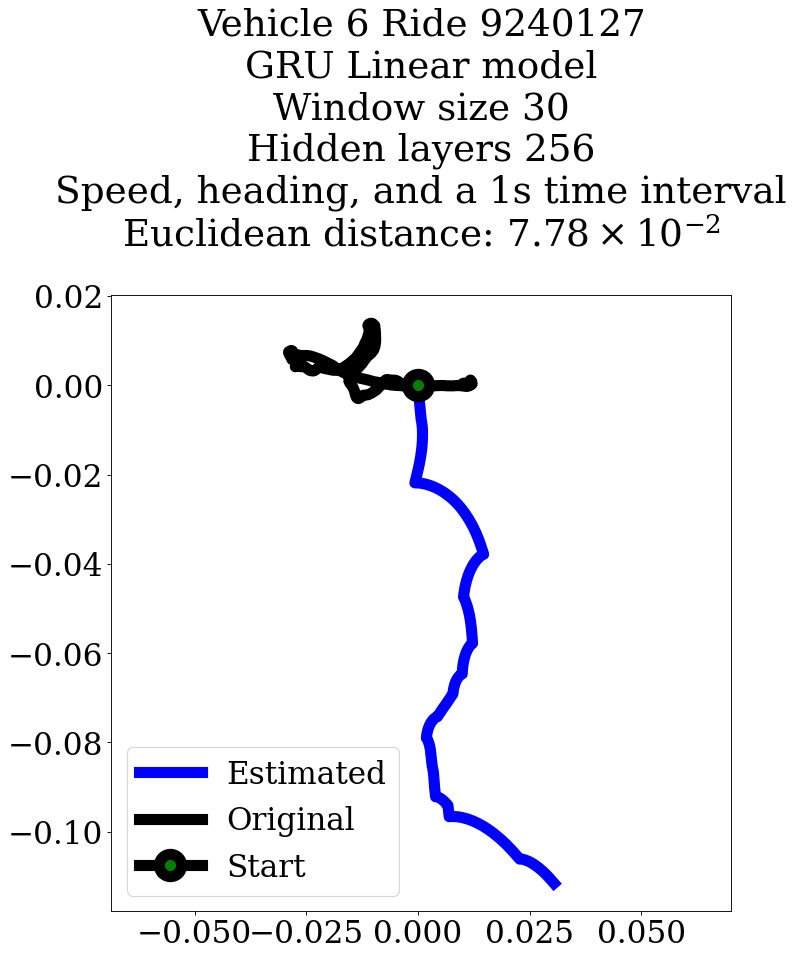 Vehicle 6 Ride 9240127
GRU Linear model
Window size 30
Hidden layers 256
Speed, heading, and a 1s time interval
Euclidean distance: 7.78 × 10⁻²
0.02
0.00
−0.02
−0.04
−0.06
−0.08
−0.10
Estimated
Original
Start
−0.050 −0.025 0.000 0.025 0.050